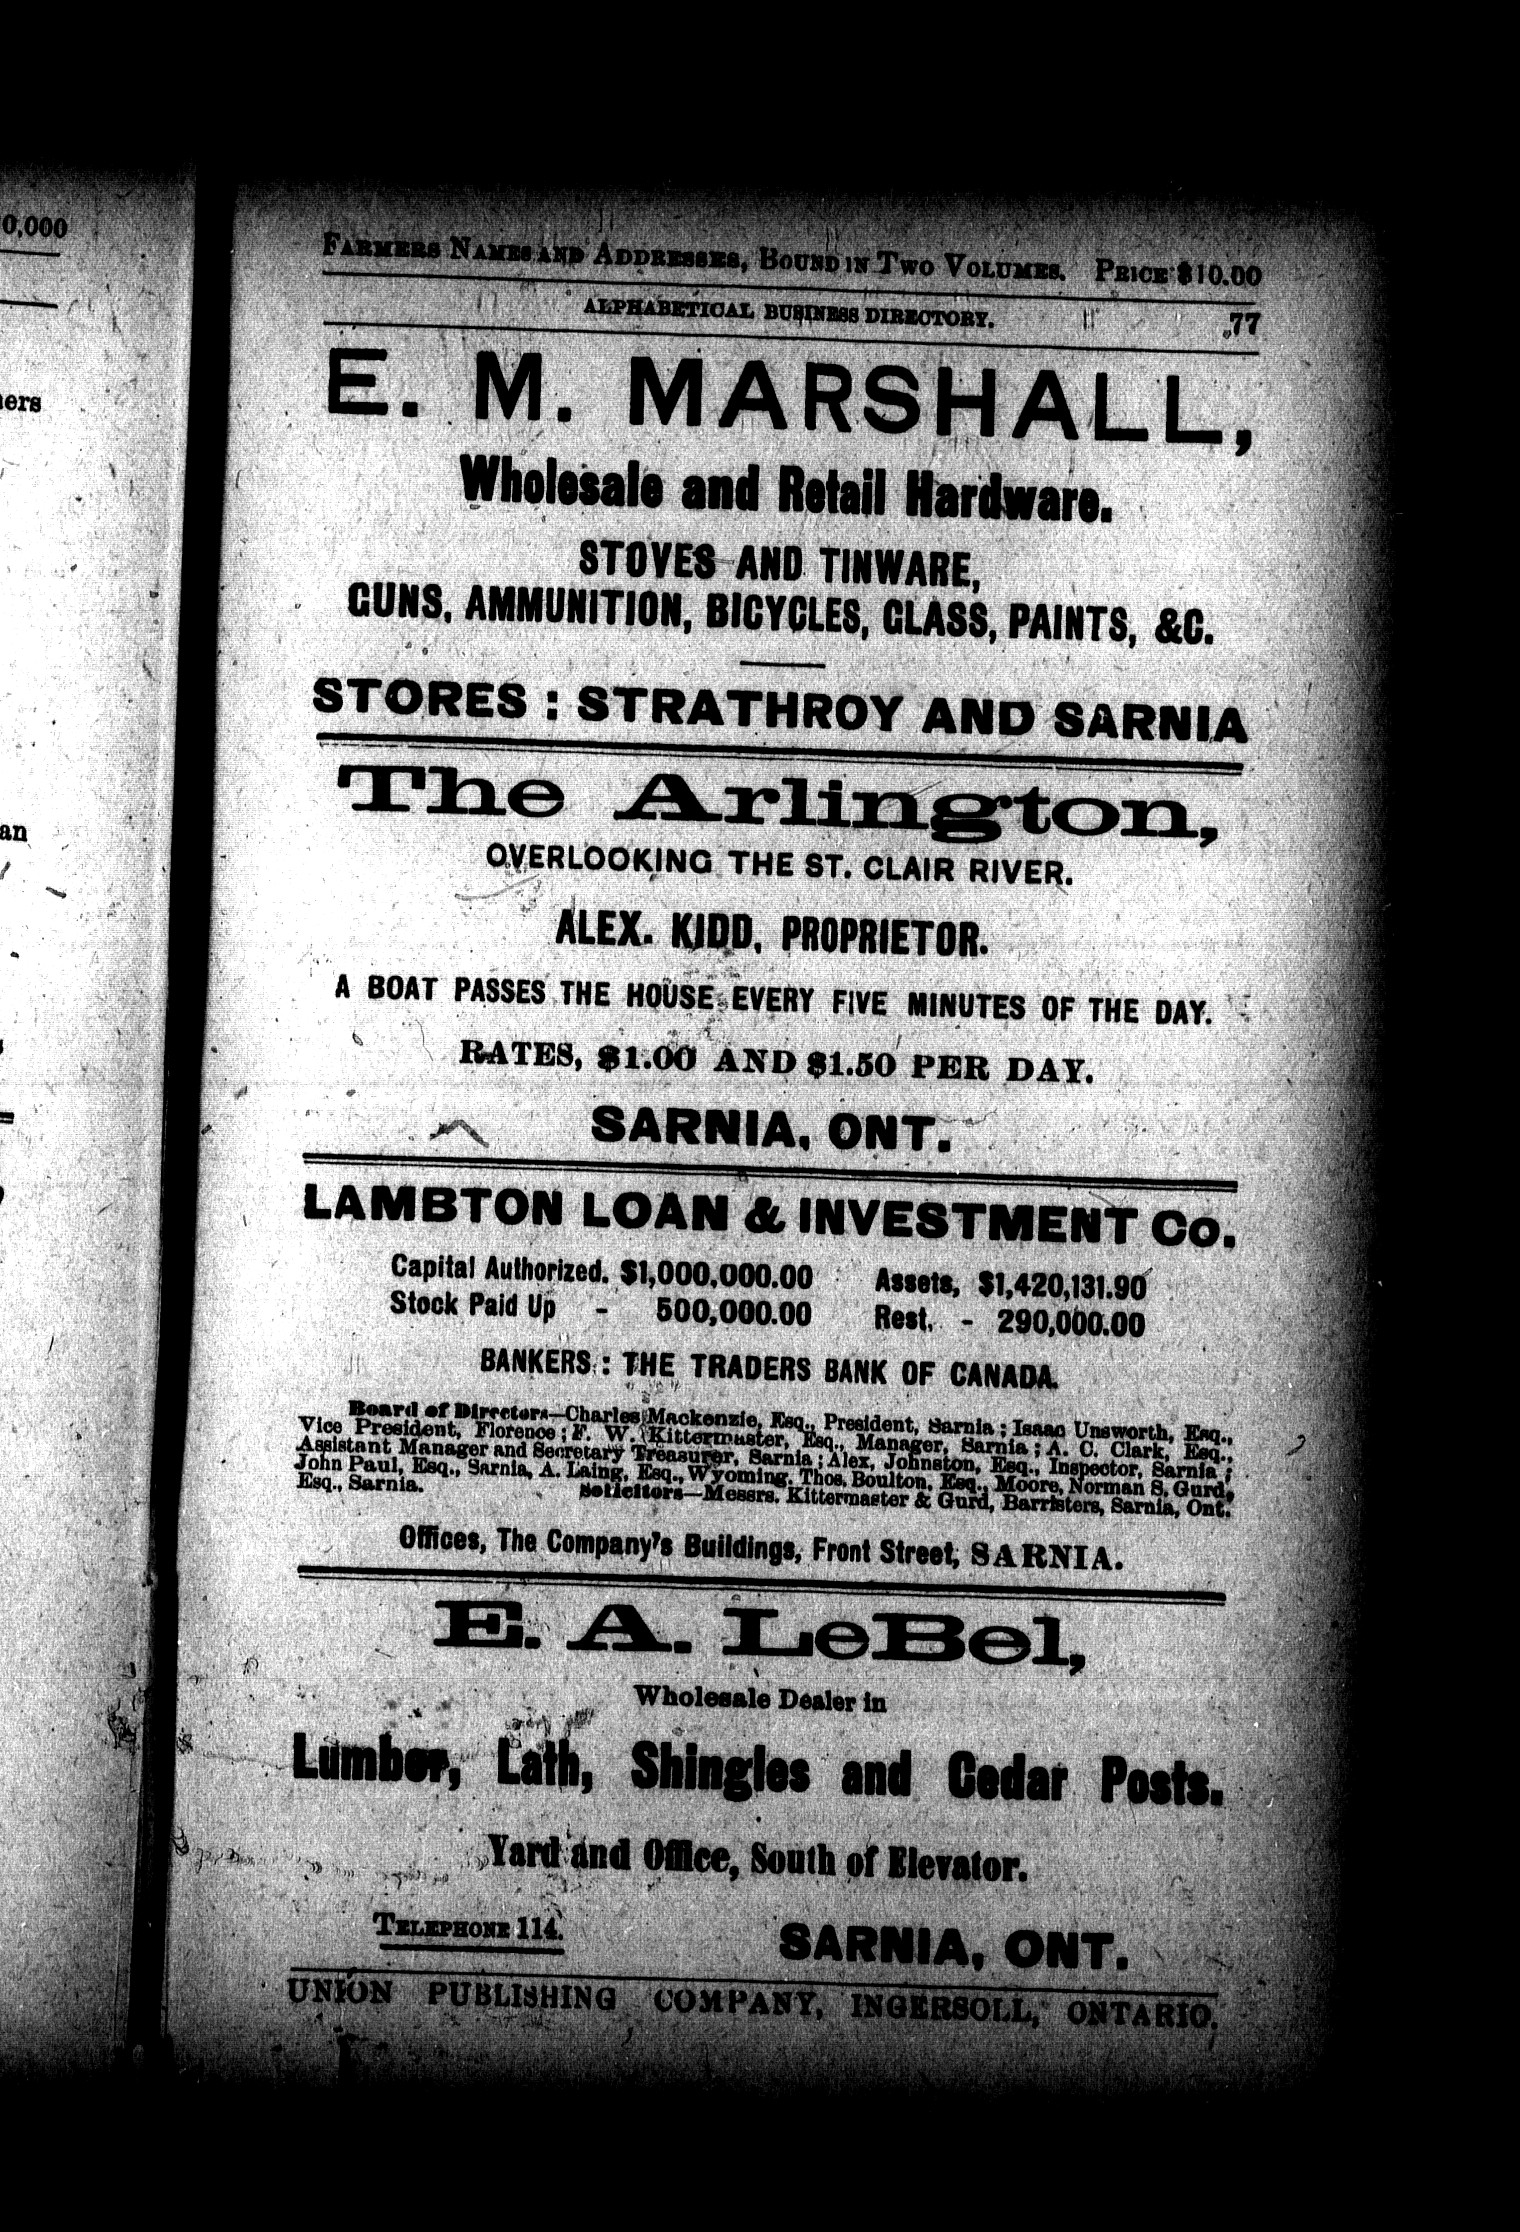 0,000
ers
an
FARMERS NAMES AND ADDRESSES, BOUND IN TWO VOLUMES. PRICE $10.00
ALPHABETICAL BUSINESS DIRECTORY. 77
E. M. MARSHALL,
Wholesale and Retail Hardware.
STOVES AND TINWARE,
GUNS, AMMUNITION, BICYCLES, GLASS, PAINTS, &C.
STORES : STRATHROY AND SARNIA
The Arlington,
OVERLOOKING THE ST. CLAIR RIVER.
ALEX. KIDD, PROPRIETOR.
A BOAT PASSES THE HOUSE EVERY FIVE MINUTES OF THE DAY.
RATES, $1.00 AND $1.50 PER DAY.
SARNIA, ONT.
LAMBTON LOAN & INVESTMENT Co.
Capital Authorized. $1,000,000.00 Assets, $1,420,131.90
Stock Paid Up - 500,000.00 Rest. - 290,000.00
BANKERS : THE TRADERS BANK OF CANADA.
Board of Directors—Charles Mackenzie, Esq., President, Sarnia ; Isaac Unsworth, Esq.,
Vice President, Florence ; F. W. Kittermaster, Esq., Manager, Sarnia ; A. C. Clark, Esq.,
Assistant Manager and Secretary Treasurer, Sarnia ; Alex, Johnston, Esq., Inspector, Sarnia ;
John Paul, Esq., Sarnia, A. Laing, Esq., Wyoming. Thos. Boulton, Esq., Moore, Norman S. Gurd,
Esq., Sarnia. Solicitors—Messrs. Kittermaster & Gurd, Barristers, Sarnia, Ont.
Offices, The Company's Buildings, Front Street, SARNIA.
E. A. LeBel,
Wholesale Dealer in
Lumber, Lath, Shingles and Cedar Posts.
Yard and Office, South of Elevator.
TELEPHONE 114. SARNIA, ONT.
UNION PUBLISHING COMPANY, INGERSOLL, ONTARIO.